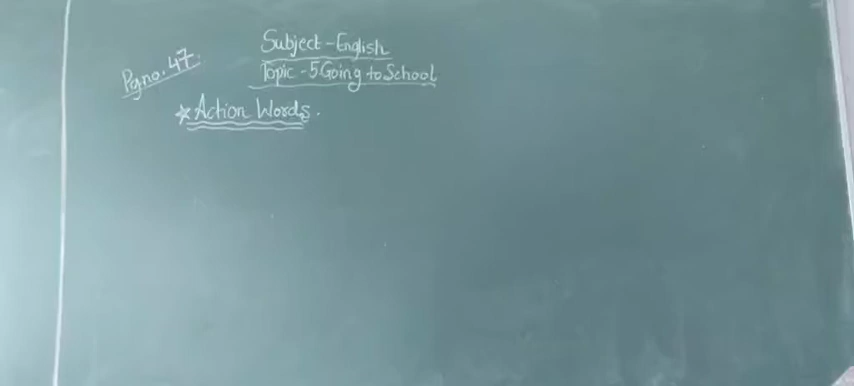 Subject - English
Pg no. 47.
Topic - 5.Going to School
* Action Words.